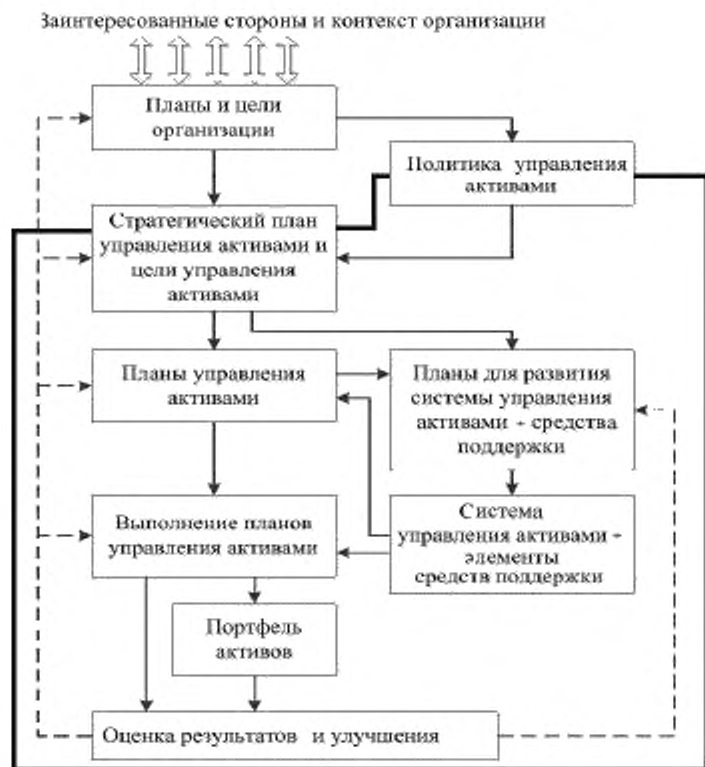 Заинтересованные стороны и контекст организации
Планы и цели
организации
Политика управления
активами
Стратегический план
управления активами и
цели управления
активами
Планы управления
активами
Планы для развития
системы управления
активами + средства
поддержки
Выполнение планов
управления активами
Система
управления активами +
элементы
средств поддержки
Портфель
активов
Оценка результатов и улучшения